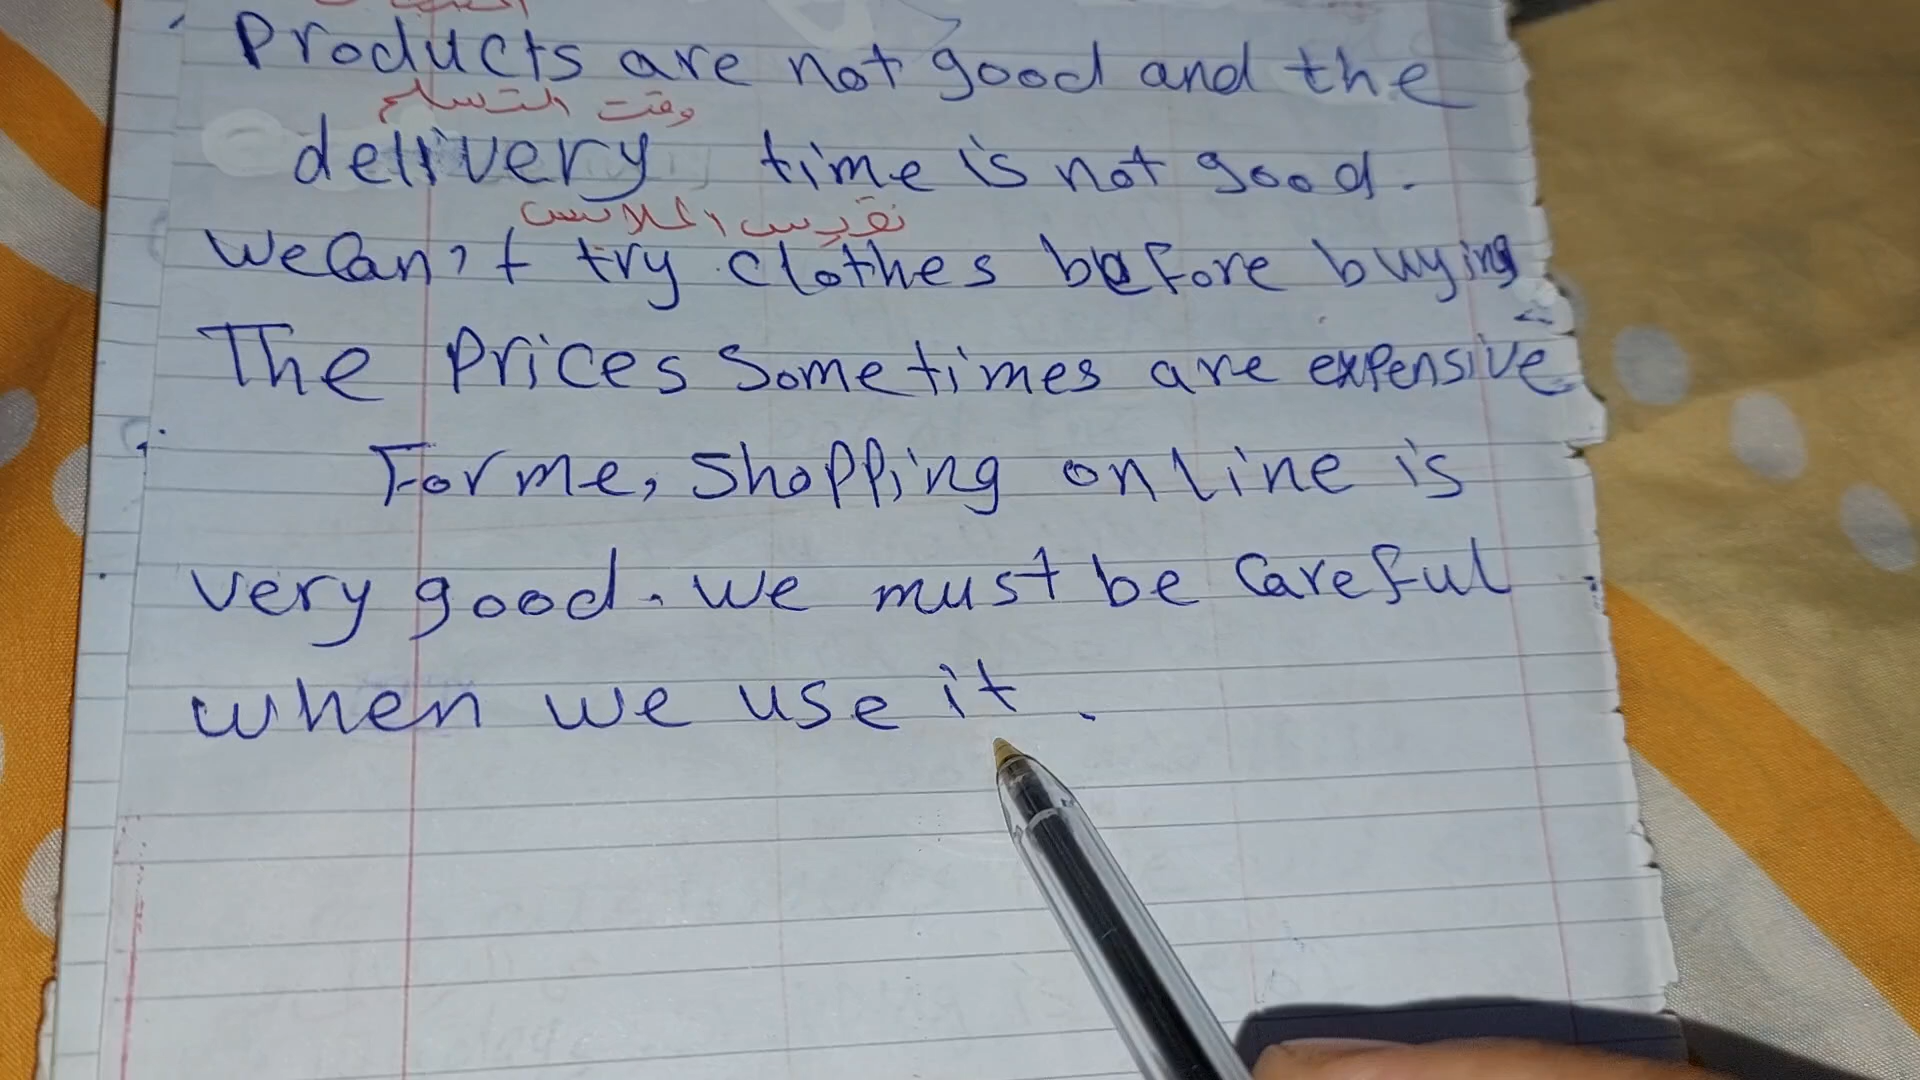 Products are not good and the
وقت التسليم
delivery time is not good.
نقيس الملابس
We Can't try clothes before buying
The Prices Sometimes are expensive.
For me, Shopping online is
very good. We must be Careful
when we use it.